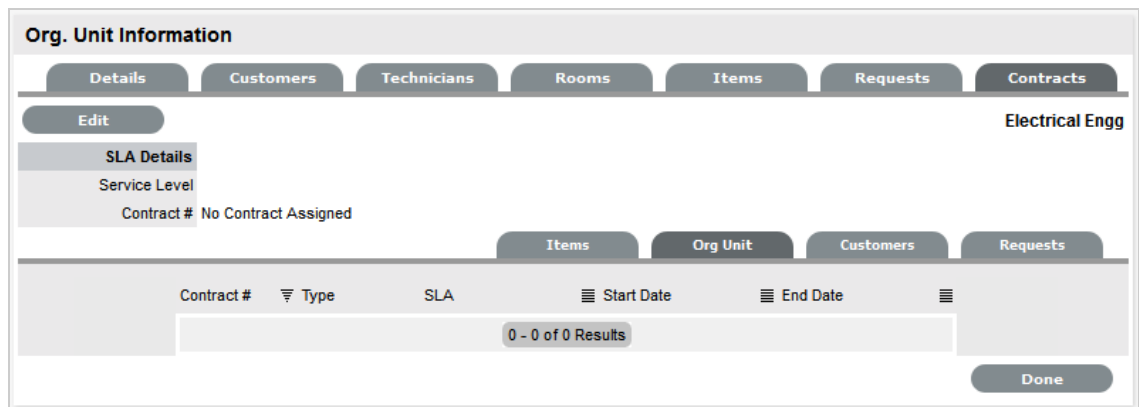 Org. Unit Information
Details Customers Technicians Rooms Items Requests Contracts
Edit Electrical Engg
SLA Details
Service Level
Contract # No Contract Assigned
Items Org Unit Customers Requests
Contract # Type SLA Start Date End Date
0 - 0 of 0 Results
Done